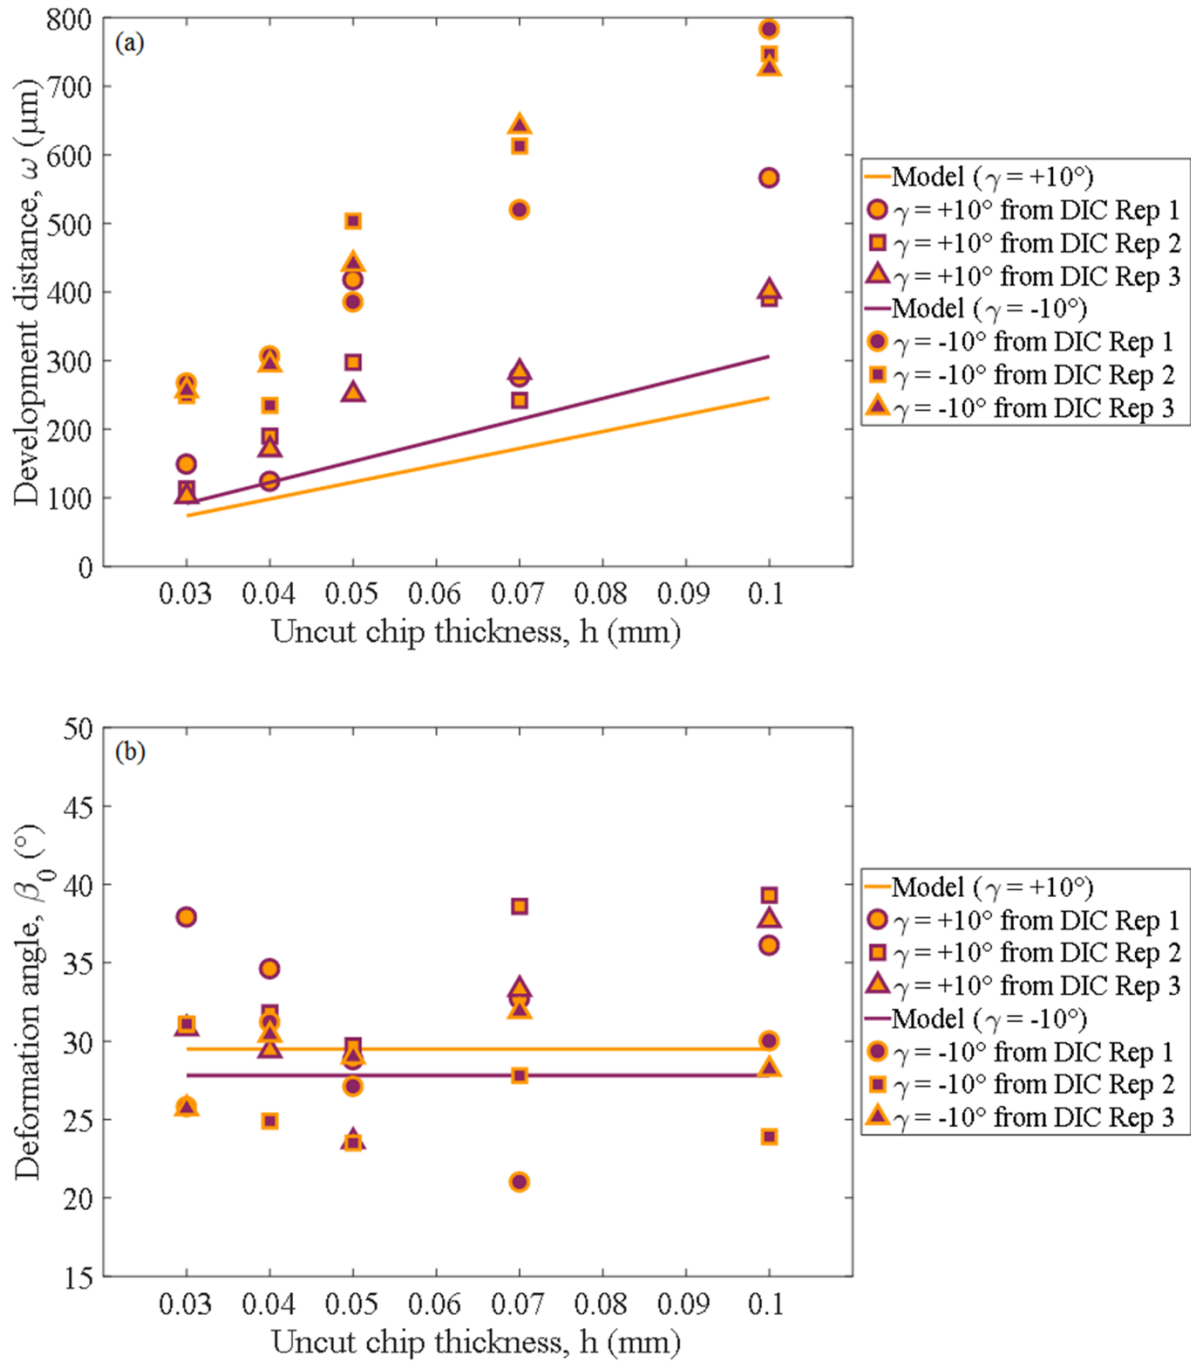 (a)
800
700
600
500
400
300
200
100
0
Development distance, ω (μm)
0.03 0.04 0.05 0.06 0.07 0.08 0.09 0.1
Uncut chip thickness, h (mm)
Model (γ = +10°)
γ = +10° from DIC Rep 1
γ = +10° from DIC Rep 2
γ = +10° from DIC Rep 3
Model (γ = -10°)
γ = -10° from DIC Rep 1
γ = -10° from DIC Rep 2
γ = -10° from DIC Rep 3
(b)
50
45
40
35
30
25
20
15
Deformation angle, β₀ (°)
0.03 0.04 0.05 0.06 0.07 0.08 0.09 0.1
Uncut chip thickness, h (mm)
Model (γ = +10°)
γ = +10° from DIC Rep 1
γ = +10° from DIC Rep 2
γ = +10° from DIC Rep 3
Model (γ = -10°)
γ = -10° from DIC Rep 1
γ = -10° from DIC Rep 2
γ = -10° from DIC Rep 3